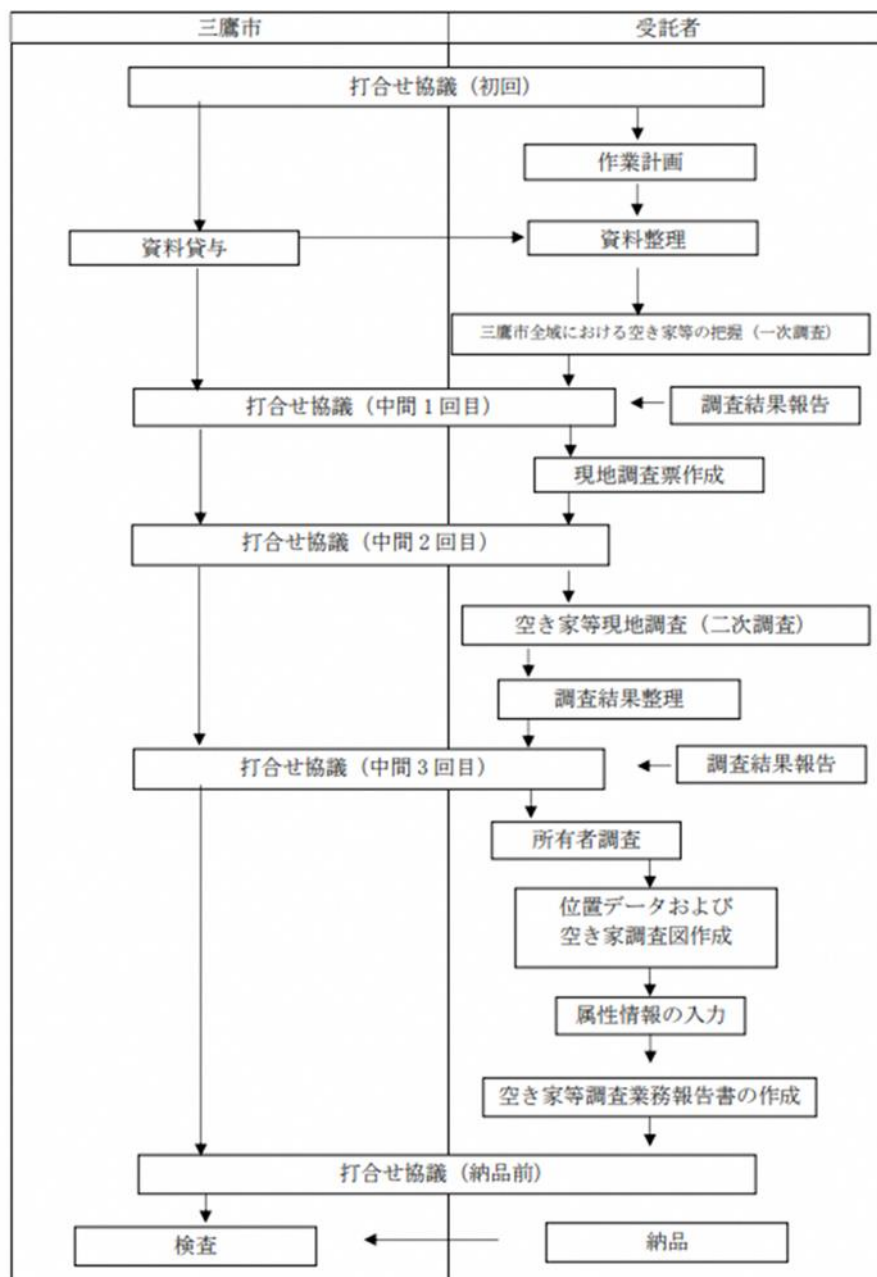 三鷹市
受託者
打合せ協議（初回）
作業計画
資料貸与
資料整理
三鷹市全域における空き家等の把握（一次調査）
打合せ協議（中間１回目）
調査結果報告
現地調査票作成
打合せ協議（中間２回目）
空き家等現地調査（二次調査）
調査結果整理
打合せ協議（中間３回目）
調査結果報告
所有者調査
位置データおよび
空き家調査図作成
属性情報の入力
空き家等調査業務報告書の作成
打合せ協議（納品前）
検査
納品